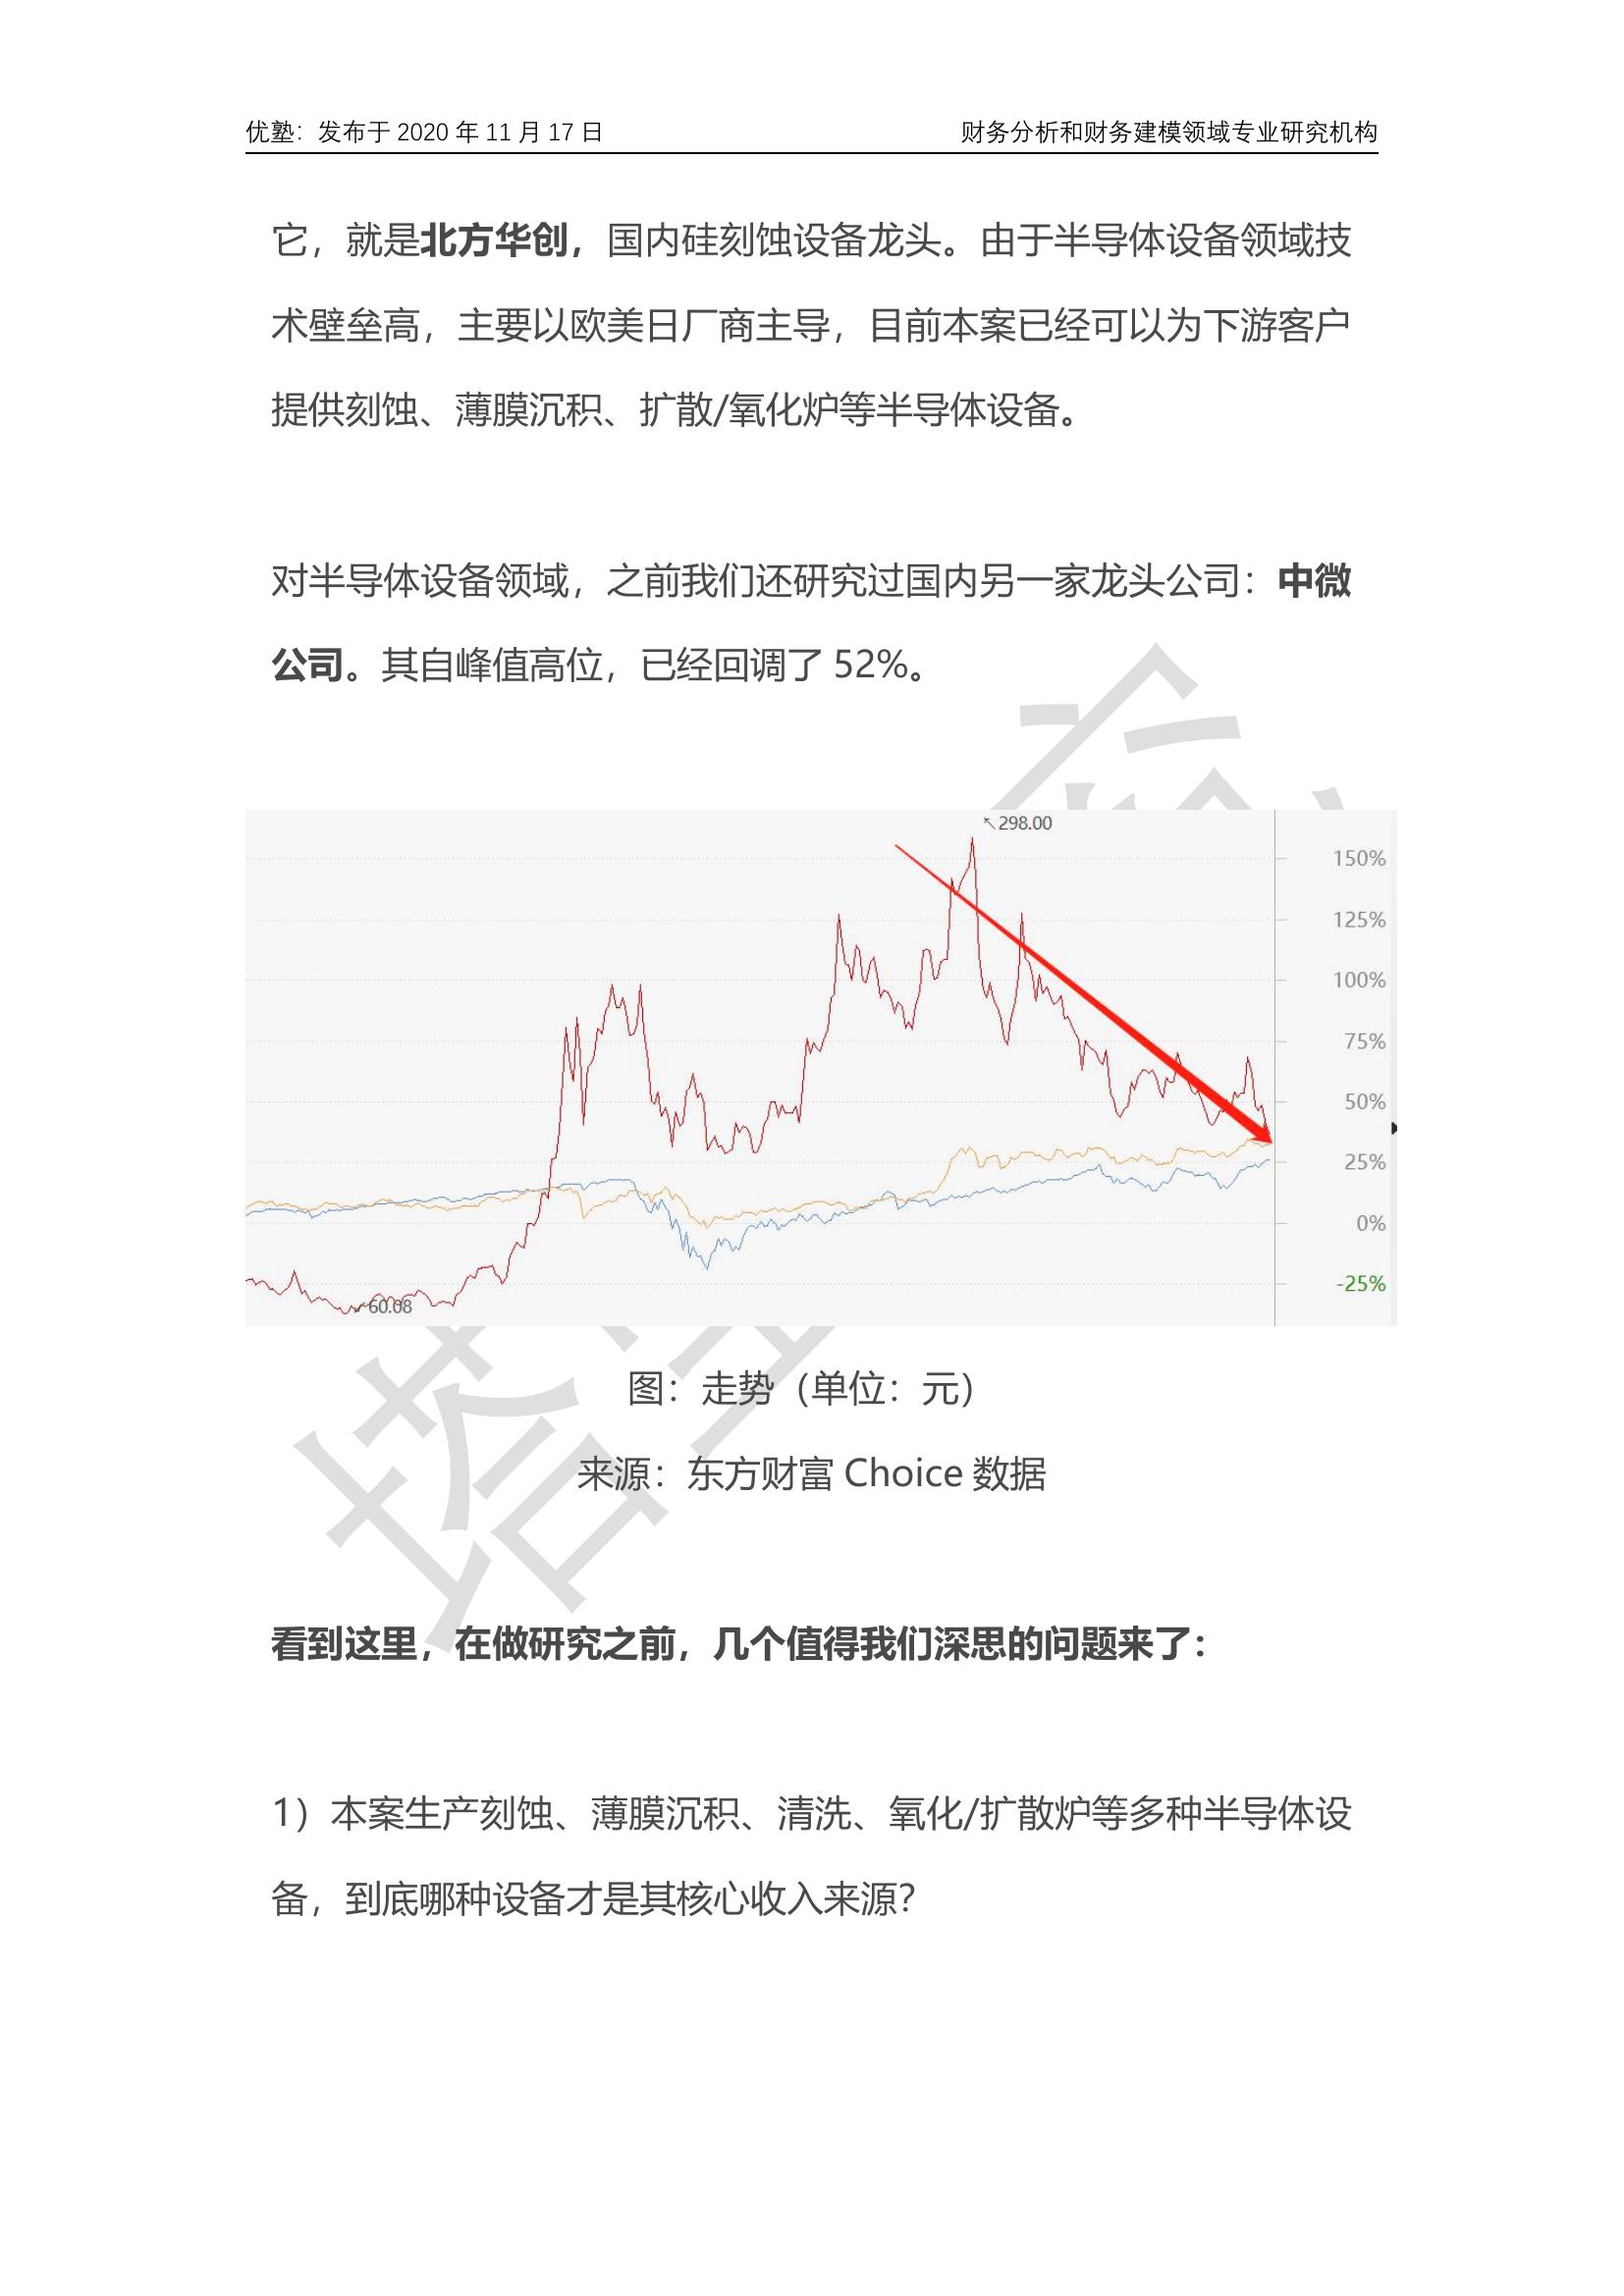 优塾：发布于 2020 年 11 月 17 日
财务分析和财务建模领域专业研究机构
它，就是北方华创，国内硅刻蚀设备龙头。由于半导体设备领域技
术壁垒高，主要以欧美日厂商主导，目前本案已经可以为下游客户
提供刻蚀、薄膜沉积、扩散/氧化炉等半导体设备。
对半导体设备领域，之前我们还研究过国内另一家龙头公司：中微
公司。其自峰值高位，已经回调了 52%。
298.00
150%
125%
100%
75%
50%
25%
0%
-25%
60.08
图：走势（单位：元）
来源：东方财富 Choice 数据
看到这里，在做研究之前，几个值得我们深思的问题来了：
1）本案生产刻蚀、薄膜沉积、清洗、氧化/扩散炉等多种半导体设
备，到底哪种设备才是其核心收入来源？